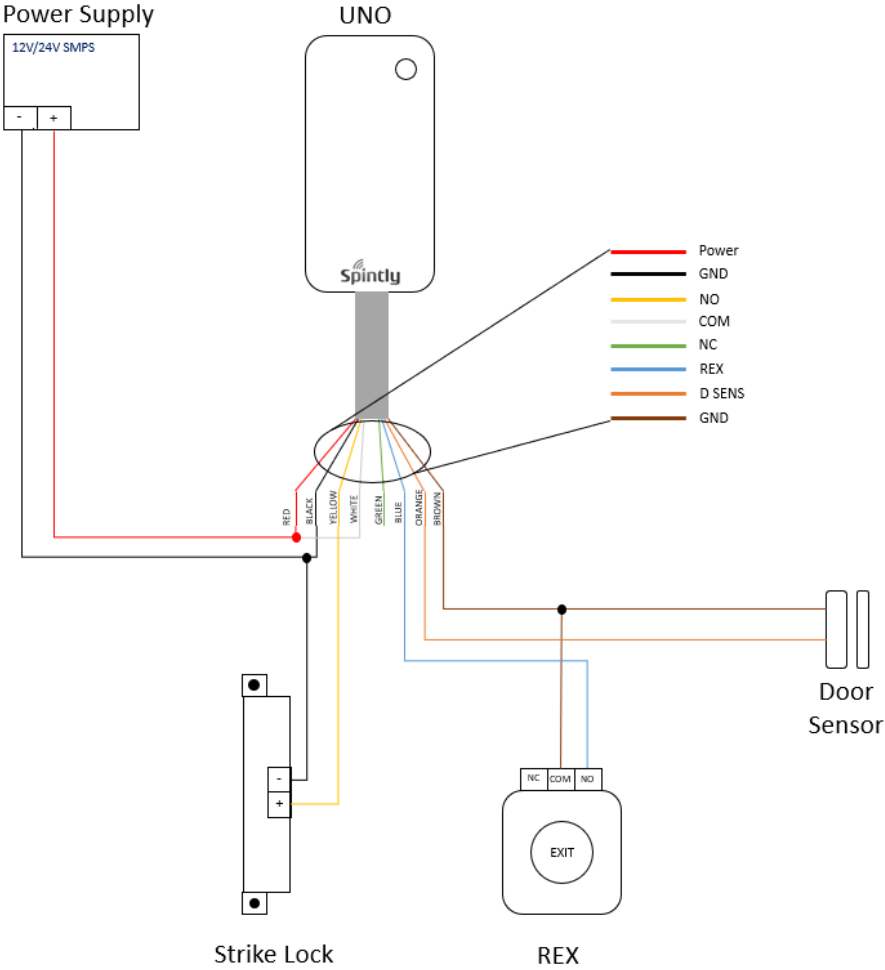 Power Supply
UNO
12V/24V SMPS
- +
Spintly
Power
GND
NO
COM
NC
REX
D SENS
GND
RED
BLACK
YELLOW
WHITE
GREEN
BLUE
ORANGE
BROWN
Door
Sensor
-
+
NC COM NO
EXIT
Strike Lock
REX